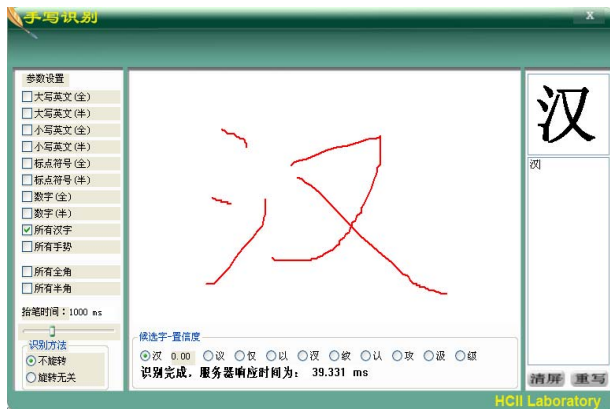 手写识别
X
参数设置
大写英文(全)
大写英文(半)
小写英文(全)
小写英文(半)
标点符号(全)
标点符号(半)
数字(全)
数字(半)
所有汉字
所有手势
所有全角
所有半角
抬笔时间：1000 ms
识别方法
不旋转
旋转无关
汉
候选字-置信度
汉 0.00 议 仅 以 汊 纹 认 攻 汲 级
识别完成，服务器响应时间为： 39.331 ms
汉
汉
清屏 重写
HCII Laboratory